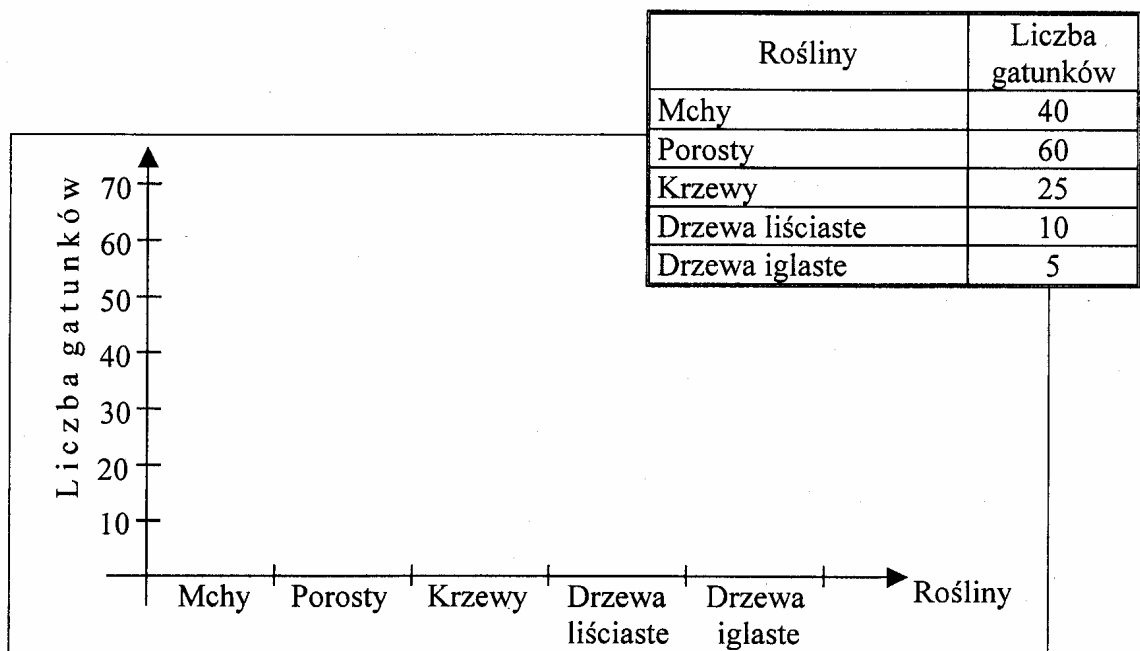 Rośliny Liczba gatunków
Mchy 40
Porosty 60
Krzewy 25
Drzewa liściaste 10
Drzewa iglaste 5
Liczba gatunków
70
60
50
40
30
20
10
Mchy Porosty Krzewy Drzewa liściaste Drzewa iglaste Rośliny